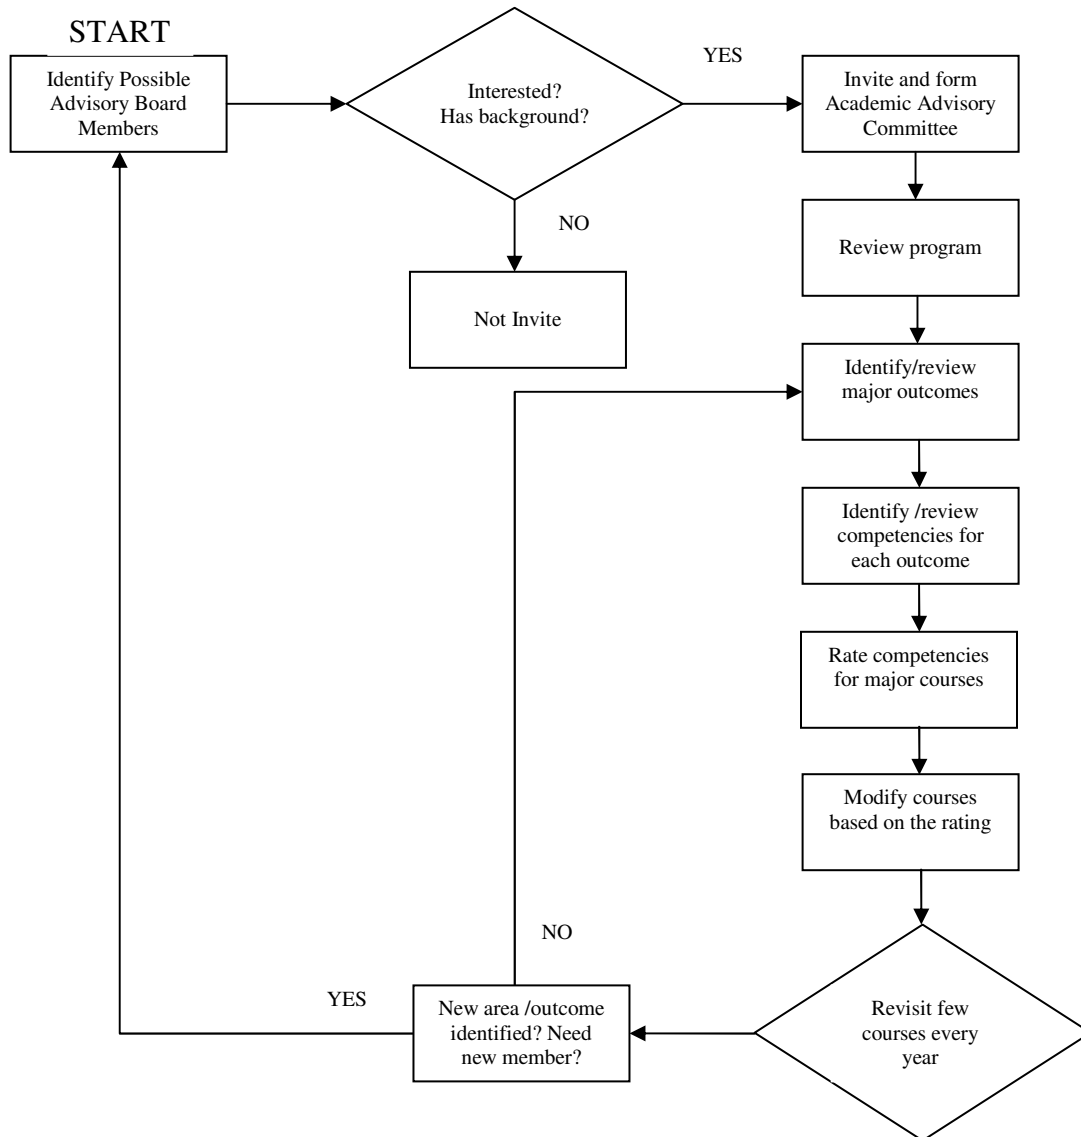 START
Identify Possible
Advisory Board
Members
Interested?
Has background?
YES
Invite and form
Academic Advisory
Committee
NO
Not Invite
Review program
Identify/review
major outcomes
Identify /review
competencies for
each outcome
Rate competencies
for major courses
Modify courses
based on the rating
Revisit few
courses every
year
New area /outcome
identified? Need
new member?
NO
YES